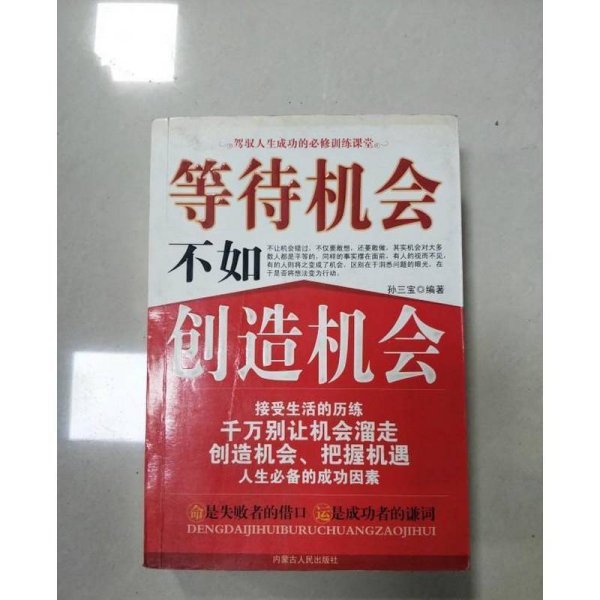 驾驭人生成功的必修训练课堂
等待机会
不如
不让机会错过，不仅要敢想，还要敢做，其实机会对大多
数人都是平等的，同样的事实摆在面前，有人的视而不见，
有的人则将之变成了机会，区别在于洞悉问题的眼光，在
于是否将想法变为行动。
孙三宝◎编著
创造机会
接受生活的历练
千万别让机会溜走
创造机会、把握机遇
人生必备的成功因素
命是失败者的借口 运是成功者的谦词
DENGDAIJIHUIBURUCHUANGZAOJIHUI
内蒙古人民出版社